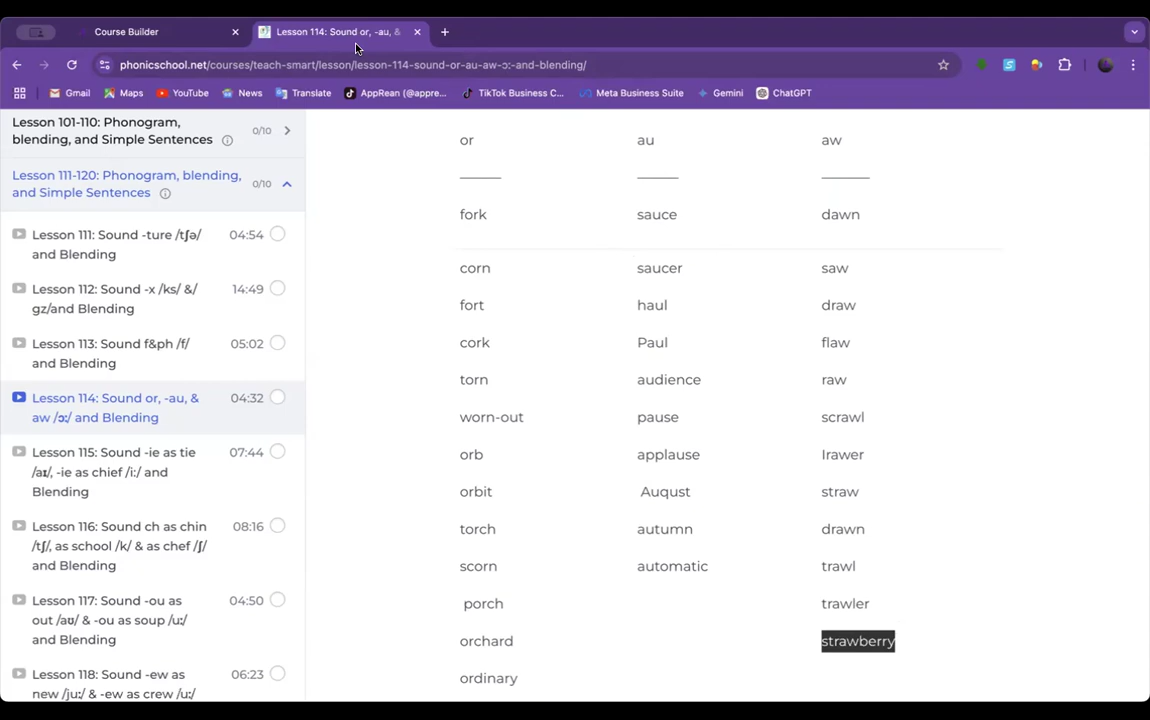 Course Builder
Lesson 114: Sound or, -au, &
phonicschool.net/courses/teach-smart/lesson/lesson-114-sound-or-au-aw-ɔ:-and-blending/
Gmail Maps YouTube News Translate AppRean (@appre... TikTok Business C... Meta Business Suite Gemini ChatGPT
Lesson 101-110: Phonogram,
blending, and Simple Sentences 0/10
Lesson 111-120: Phonogram, blending,
and Simple Sentences 0/10
Lesson 111: Sound -ture /tʃə/ 04:54
and Blending
Lesson 112: Sound -x /ks/ &/ 14:49
gz/and Blending
Lesson 113: Sound f&ph /f/ 05:02
and Blending
Lesson 114: Sound or, -au, & 04:32
aw /ɔː/ and Blending
Lesson 115: Sound -ie as tie 07:44
/aɪ/, -ie as chief /i:/ and
Blending
Lesson 116: Sound ch as chin 08:16
/tʃ/, as school /k/ & as chef /ʃ/
and Blending
Lesson 117: Sound -ou as 04:50
out /aʊ/ & -ou as soup /u:/
and Blending
Lesson 118: Sound -ew as 06:23
new /ju:/ & -ew as crew /u:/
or au aw
fork sauce dawn
corn saucer saw
fort haul draw
cork Paul flaw
torn audience raw
worn-out pause scrawl
orb applause lrawer
orbit Auqust straw
torch autumn drawn
scorn automatic trawl
porch trawler
orchard strawberry
ordinary